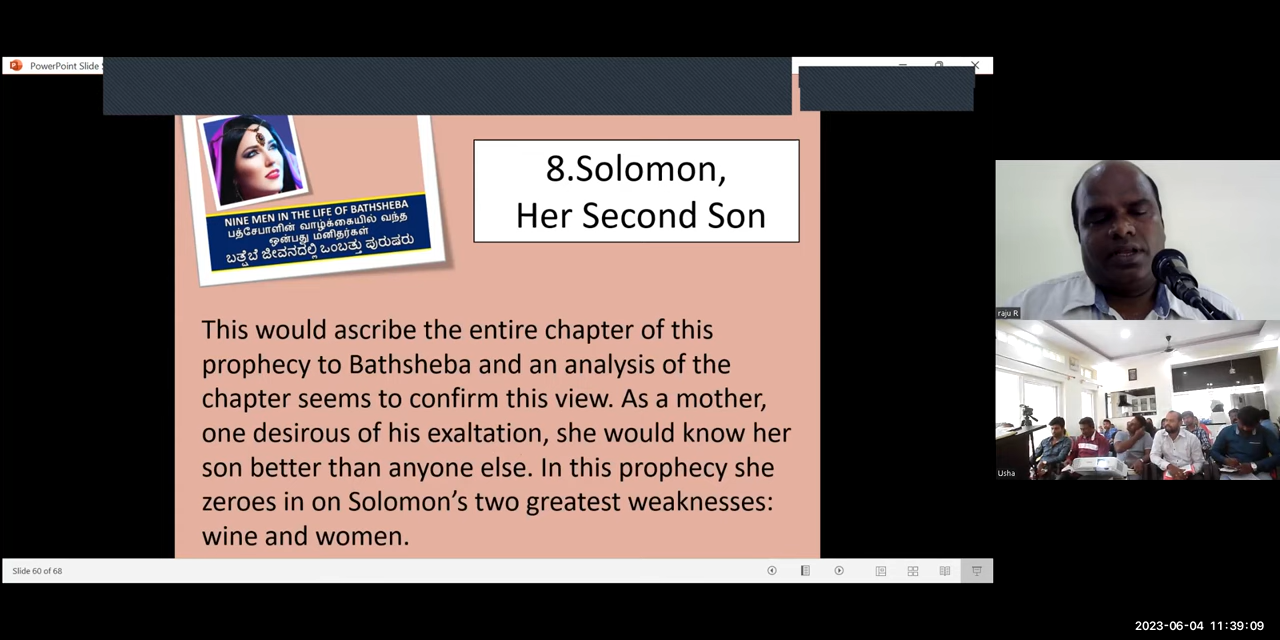 PowerPoint Slide
8.Solomon,
Her Second Son
NINE MEN IN THE LIFE OF BATHSHEBA
பத்சேபாளின் வாழ்க்கையில் வந்த
ஒன்பது மனிதர்கள்
ಬತ್ಷೆಬೆ ಜೀವನದಲ್ಲಿ ಒಂಬತ್ತು ಪುರುಷರು
This would ascribe the entire chapter of this
prophecy to Bathsheba and an analysis of the
chapter seems to confirm this view. As a mother,
one desirous of his exaltation, she would know her
son better than anyone else. In this prophecy she
zeroes in on Solomon’s two greatest weaknesses:
wine and women.
Slide 60 of 68
raju R
Usha
2023-06-04 11:39:09